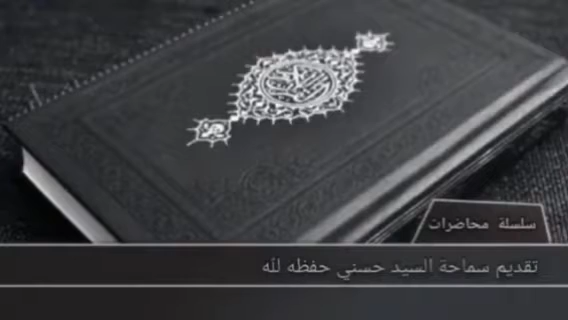 سلسلة محاضرات
تقديم سماحة السيد حسني حفظه لله